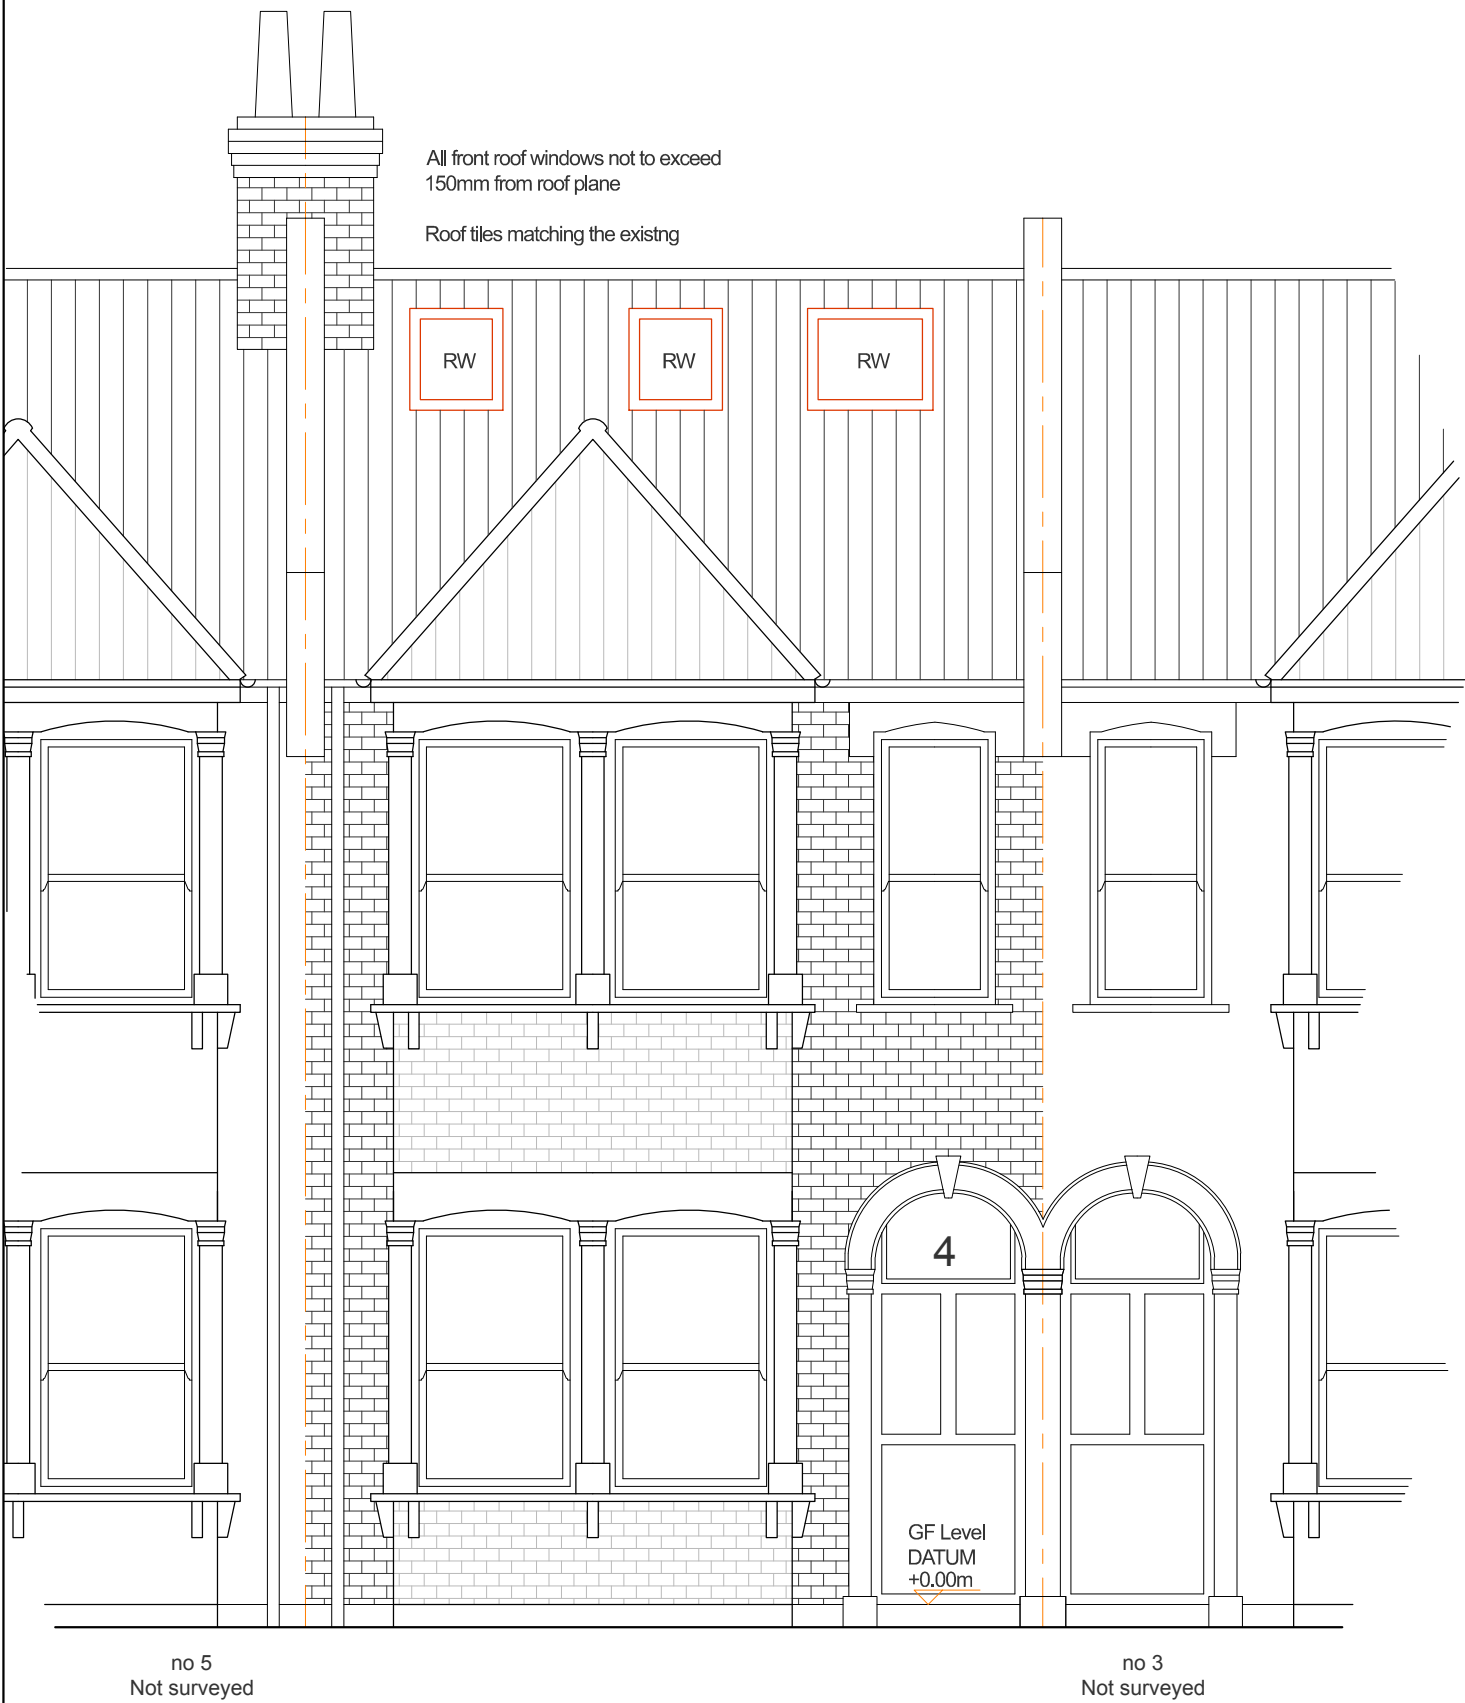 All front roof windows not to exceed
150mm from roof plane
Roof tiles matching the existng
RW
RW
RW
4
GF Level
DATUM
+0.00m
no 5
Not surveyed
no 3
Not surveyed